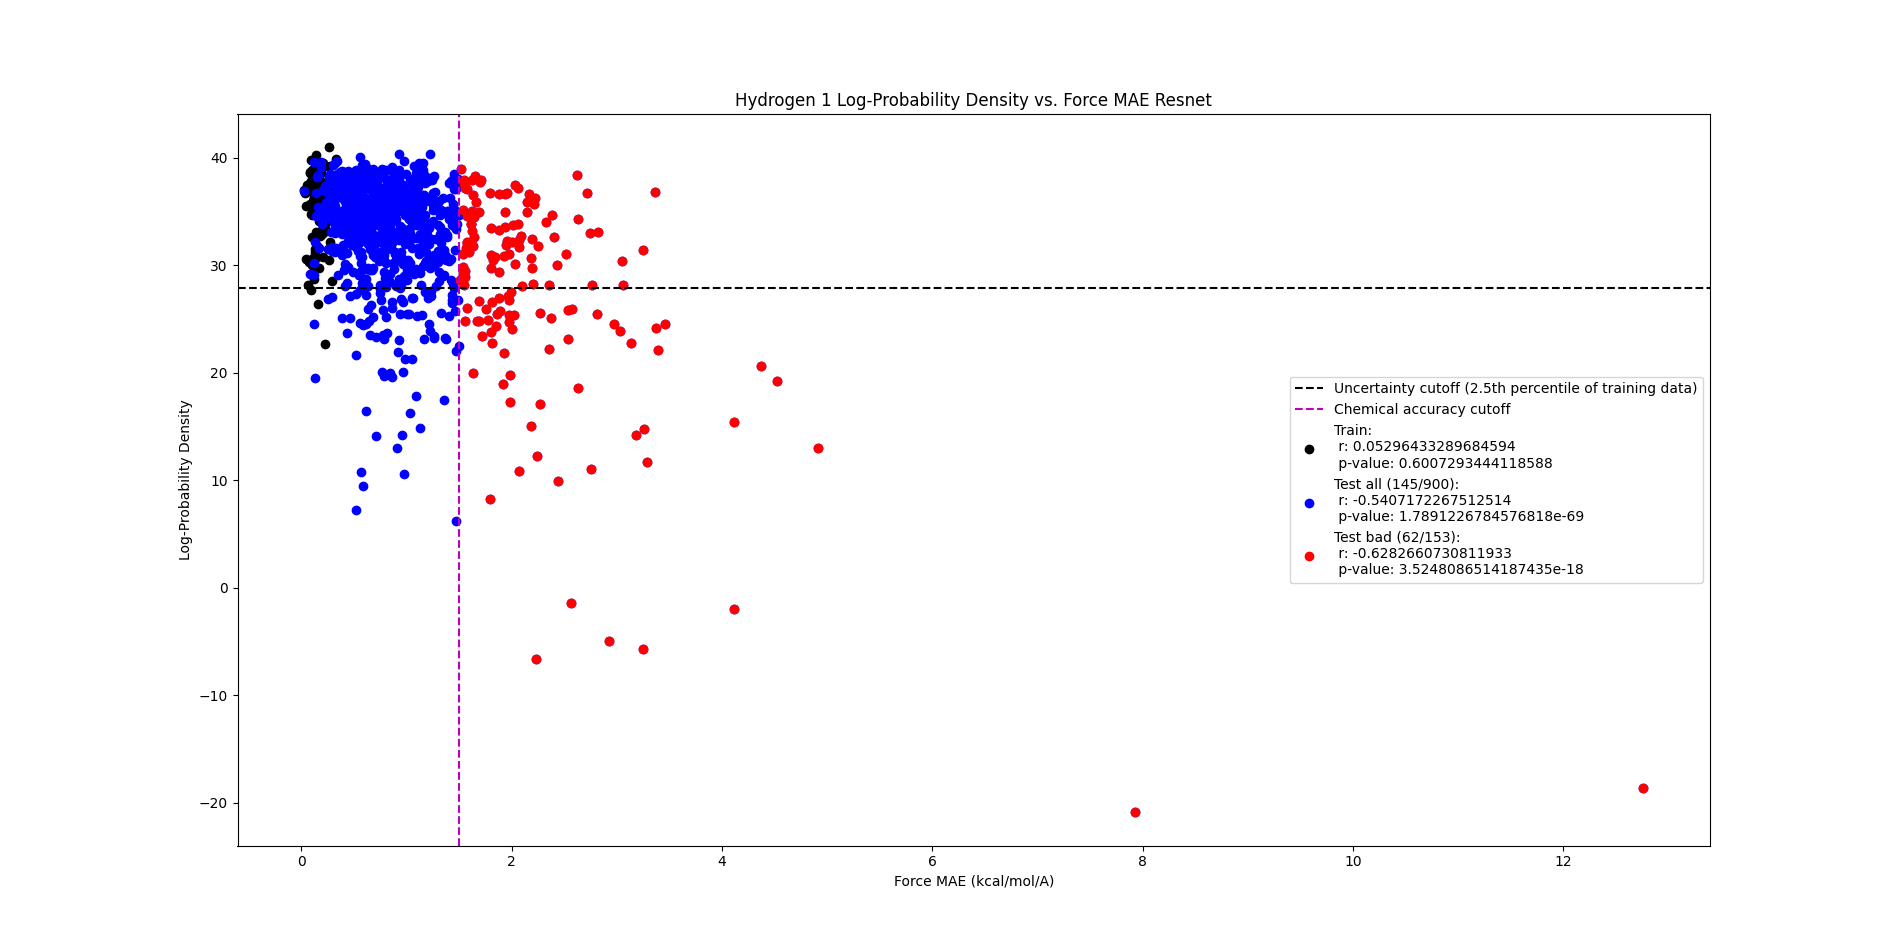 Hydrogen 1 Log-Probability Density vs. Force MAE Resnet
Log-Probability Density
40
30
20
10
0
−10
−20
Uncertainty cutoff (2.5th percentile of training data)
Chemical accuracy cutoff
Train:
r: 0.05296433289684594
p-value: 0.6007293444118588
Test all (145/900):
r: -0.5407172267512514
p-value: 1.7891226784576818e-69
Test bad (62/153):
r: -0.6282660730811933
p-value: 3.5248086514187435e-18
0 2 4 6 8 10 12
Force MAE (kcal/mol/A)